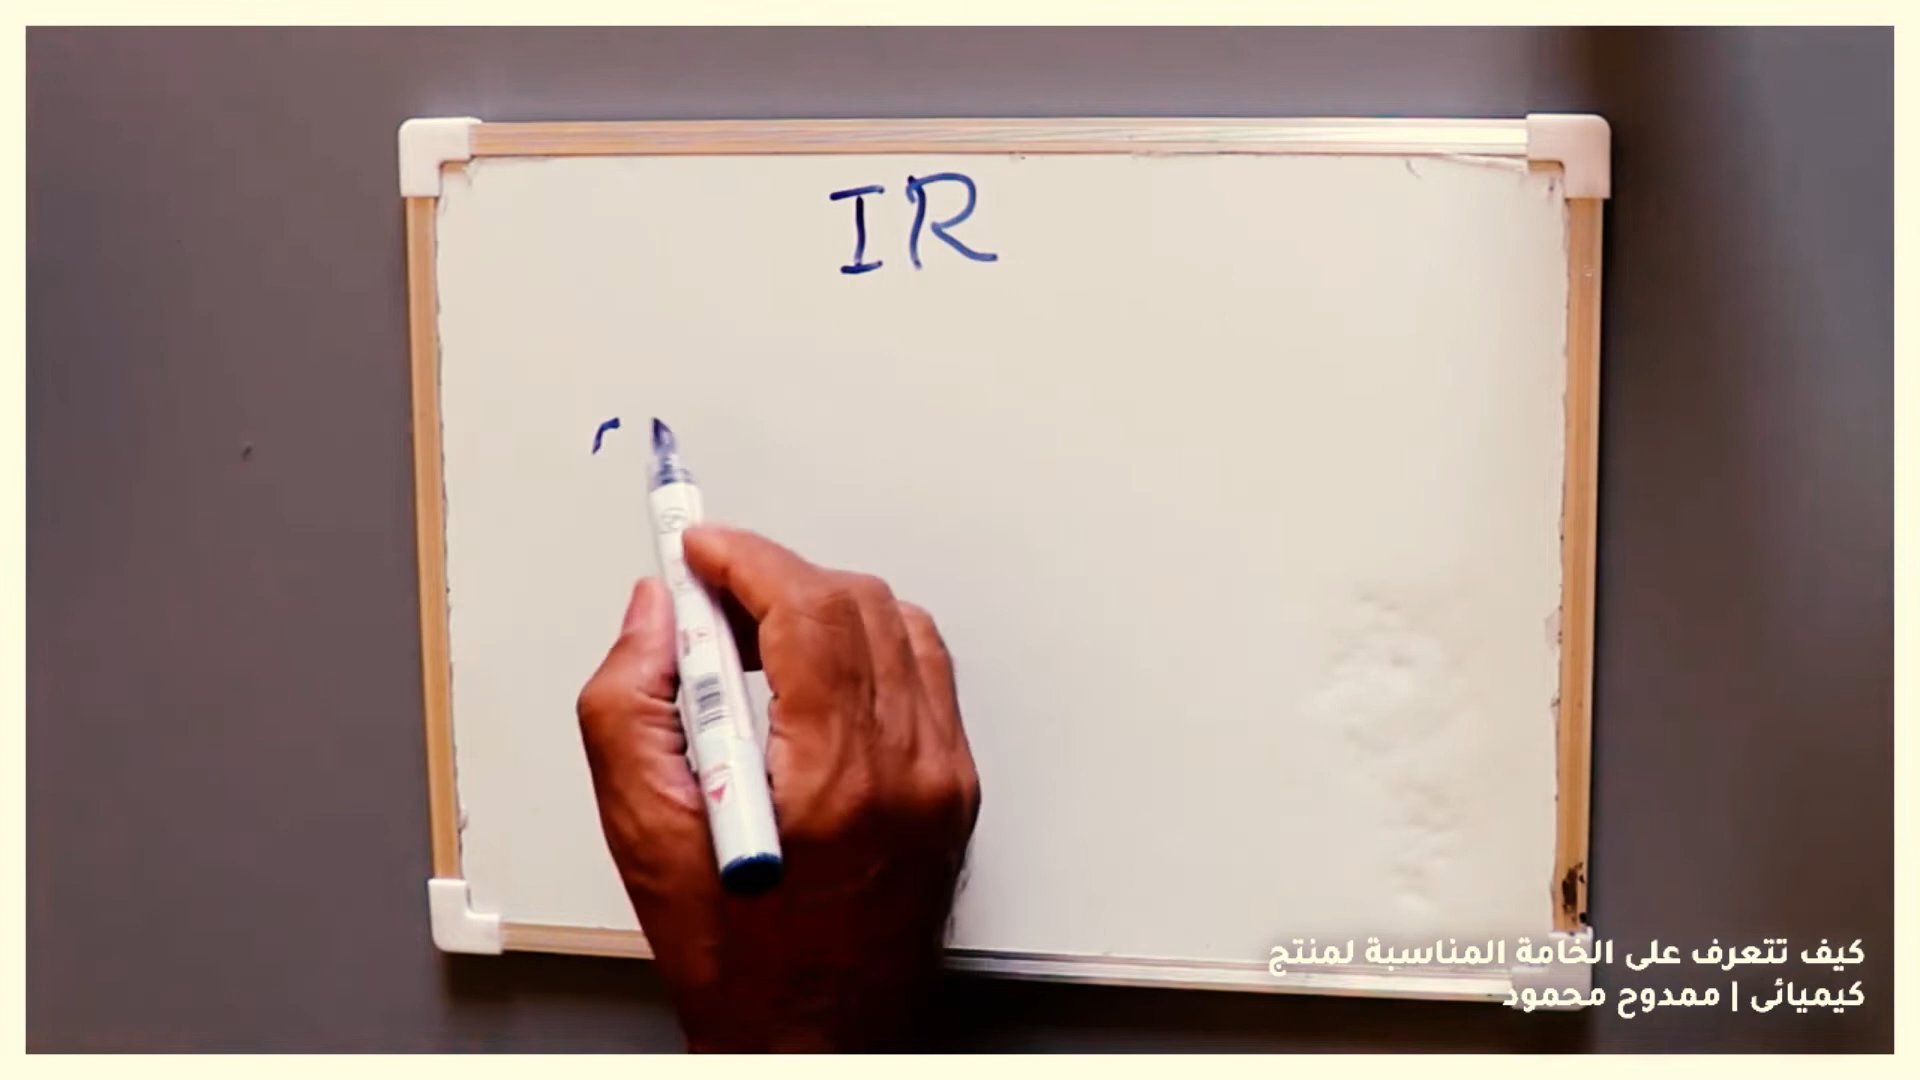 IR
كيف تتعرف على الخامة المناسبة لمنتج
كيميائى | ممدوح محمود